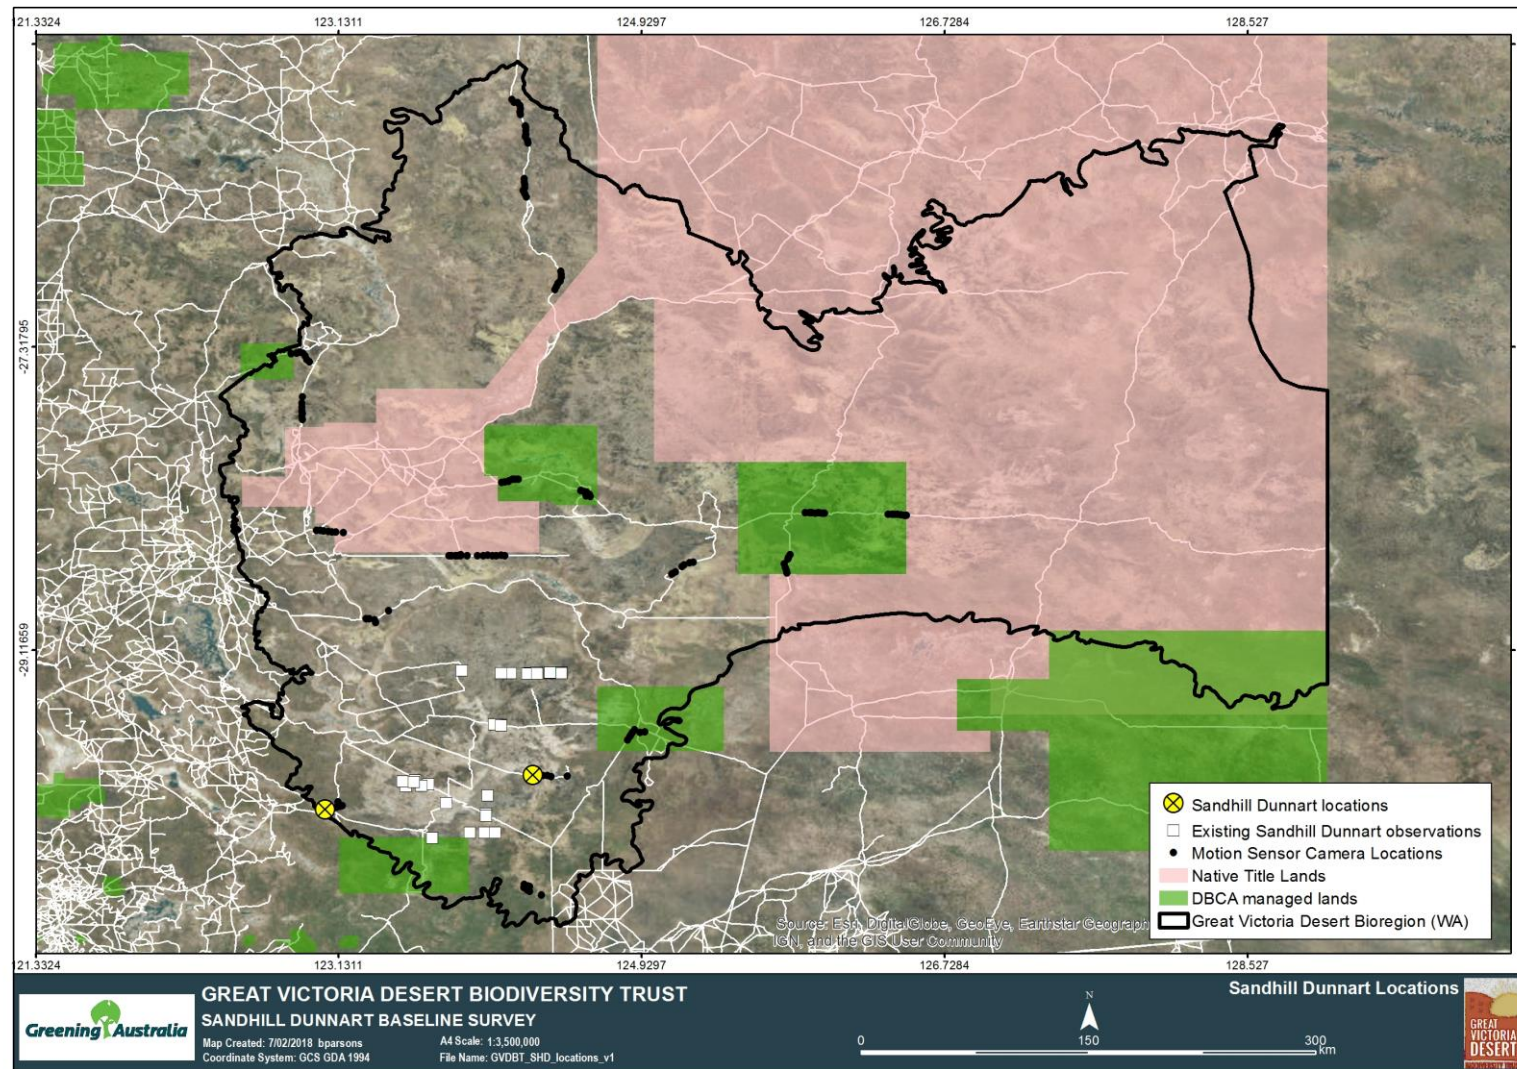 121.3324 123.1311 124.9297 126.7284 128.527
-27.31795
-29.11659
Sandhill Dunnart locations
Existing Sandhill Dunnart observations
Motion Sensor Camera Locations
Native Title Lands
DBCA managed lands
Great Victoria Desert Bioregion (WA)
Source: Esri, DigitalGlobe, GeoEye, Earthstar Geograph
IGN, and the GIS User Community
121.3324 123.1311 124.9297 126.7284 128.527
Greening Australia
GREAT VICTORIA DESERT BIODIVERSITY TRUST
SANDHILL DUNNART BASELINE SURVEY
Map Created: 7/02/2018 bparsons
A4 Scale: 1:3,500,000
Coordinate System: GCS GDA 1994
File Name: GVDBT_SHD_locations_v1
N
0 150 300
km
Sandhill Dunnart Locations
GREAT
VICTORIA
DESERT
BIODIVERSITY TRUST